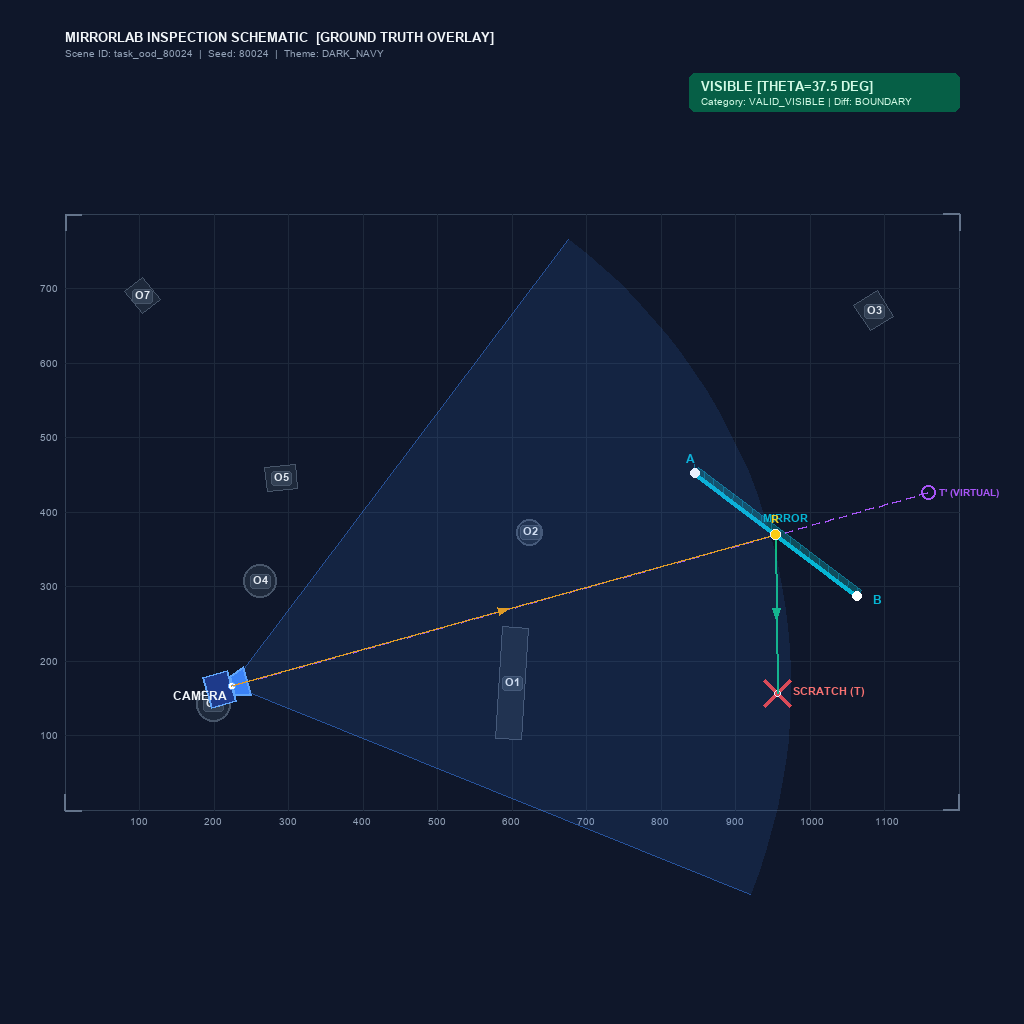 MIRRORLAB INSPECTION SCHEMATIC [GROUND TRUTH OVERLAY]
Scene ID: task_ood_80024 | Seed: 80024 | Theme: DARK_NAVY
VISIBLE [THETA=37.5 DEG]
Category: VALID_VISIBLE | Diff: BOUNDARY
700
O7
O3
600
500
A
O5
400
T' (VIRTUAL)
MIRROR
R
O2
300
O4
B
200
O1
CAMERA
SCRATCH (T)
100
100 200 300 400 500 600 700 800 900 1000 1100